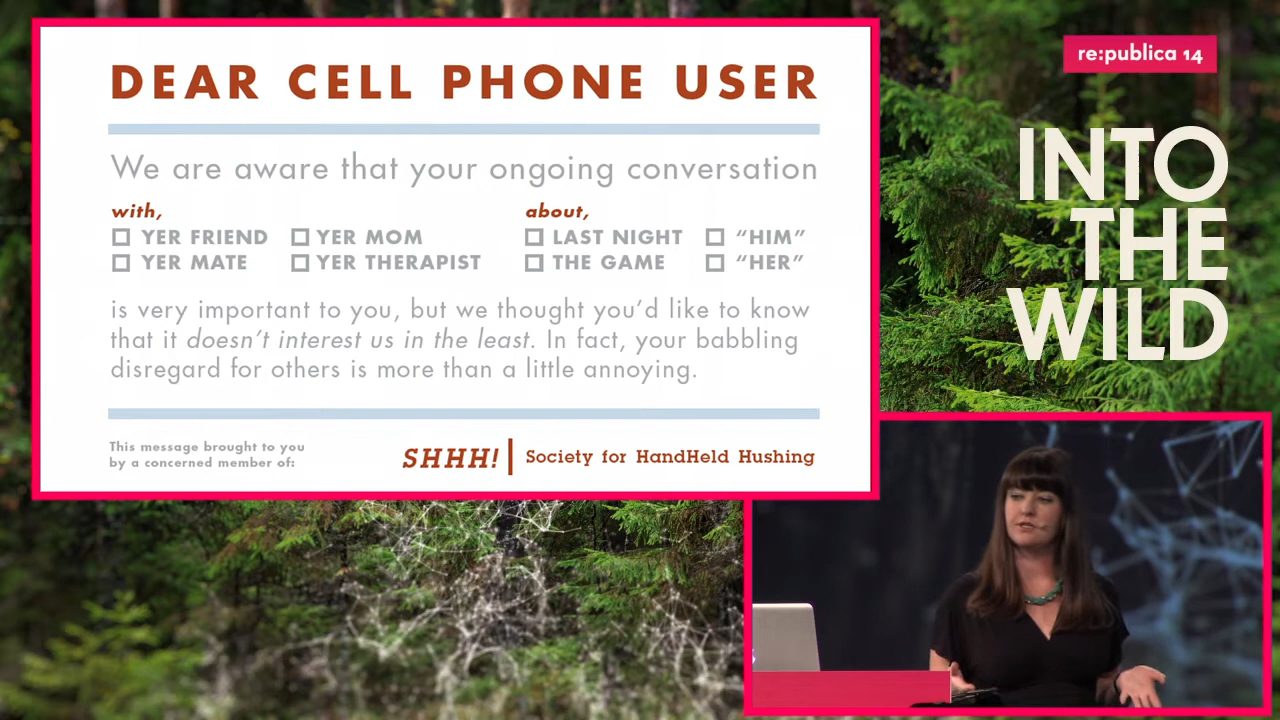 DEAR CELL PHONE USER
We are aware that your ongoing conversation
with, about,
YER FRIEND YER MOM LAST NIGHT “HIM”
YER MATE YER THERAPIST THE GAME “HER”
is very important to you, but we thought you’d like to know
that it doesn’t interest us in the least. In fact, your babbling
disregard for others is more than a little annoying.
This message brought to you
by a concerned member of:
SHHH! Society for HandHeld Hushing
re:publica 14
INTO
THE
WILD